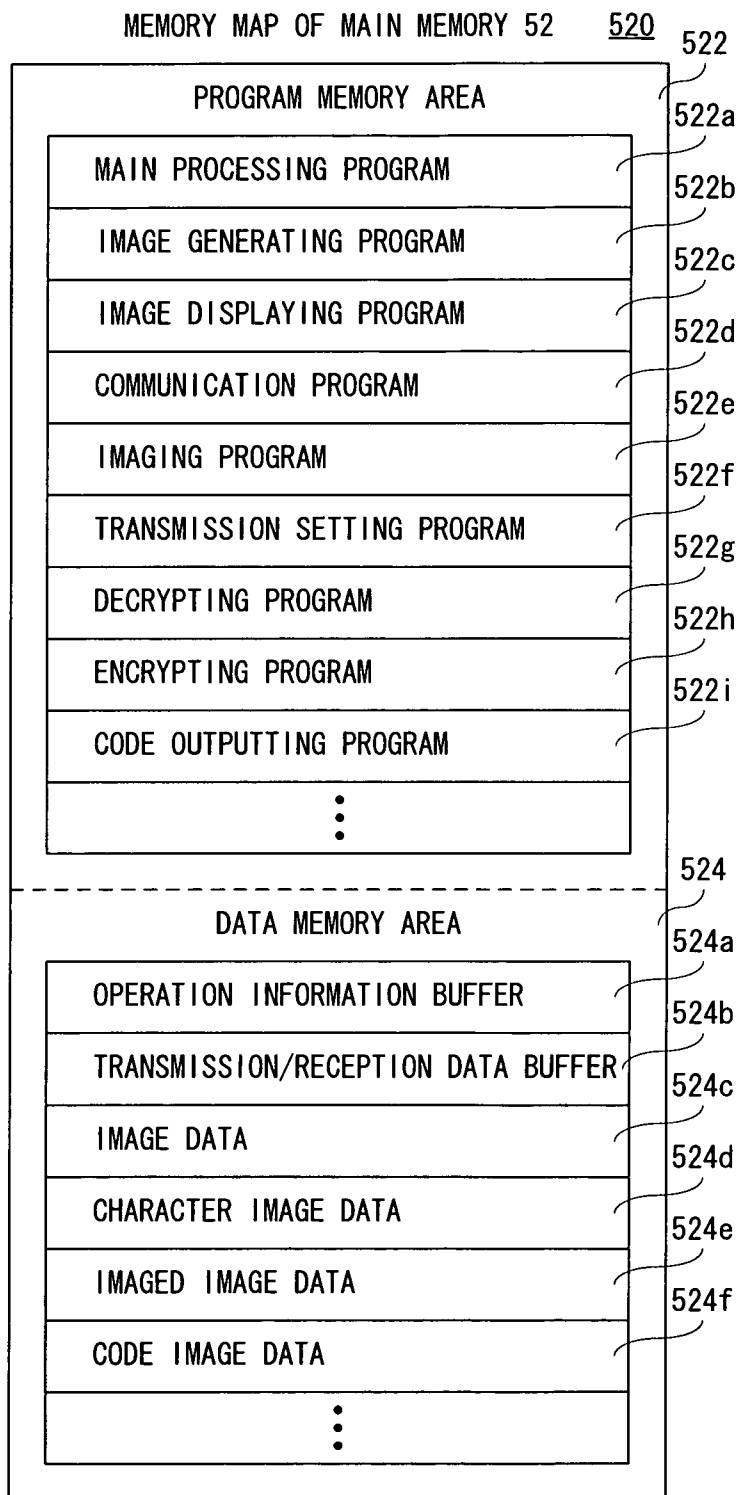 MEMORY MAP OF MAIN MEMORY 52 520
522
PROGRAM MEMORY AREA
522a
MAIN PROCESSING PROGRAM
522b
IMAGE GENERATING PROGRAM
522c
IMAGE DISPLAYING PROGRAM
522d
COMMUNICATION PROGRAM
522e
IMAGING PROGRAM
522f
TRANSMISSION SETTING PROGRAM
522g
DECRYPTING PROGRAM
522h
ENCRYPTING PROGRAM
522i
CODE OUTPUTTING PROGRAM
524
DATA MEMORY AREA
524a
OPERATION INFORMATION BUFFER
524b
TRANSMISSION/RECEPTION DATA BUFFER
524c
IMAGE DATA
524d
CHARACTER IMAGE DATA
524e
IMAGED IMAGE DATA
524f
CODE IMAGE DATA